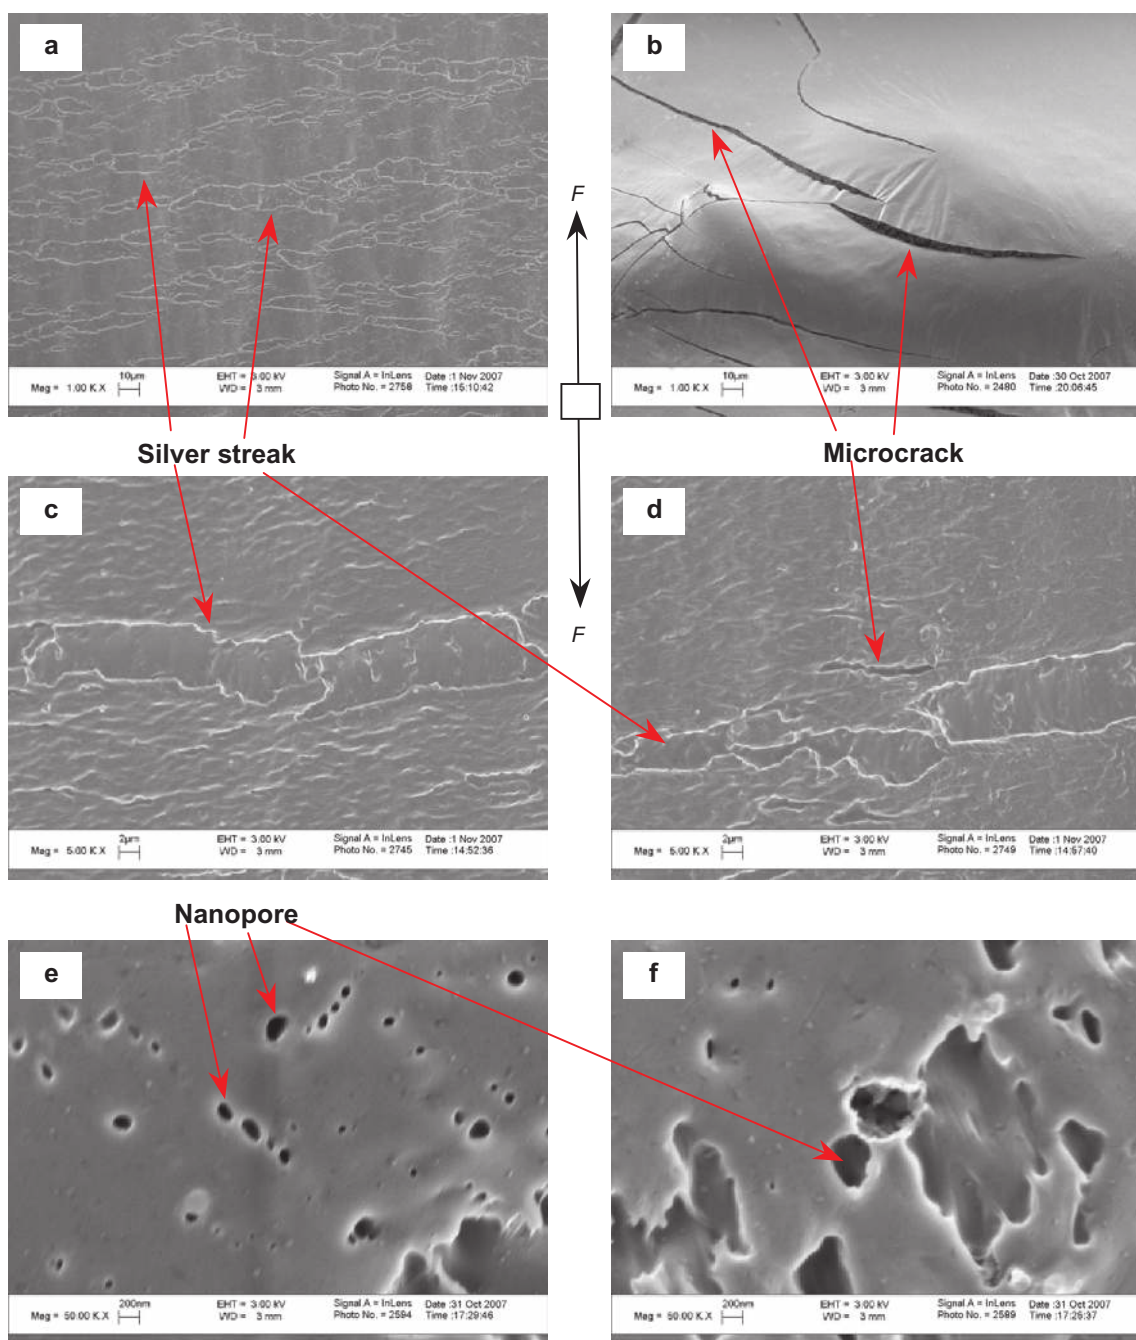 a
b
F
10µm
Mag = 1.00 K X
EHT = 3.00 kV
WD = 3 mm
Signal A = InLens
Photo No. = 2758
Date :1 Nov 2007
Time :15:10:42
10µm
Mag = 1.00 K X
EHT = 3.00 kV
WD = 3 mm
Signal A = InLens
Photo No. = 2480
Date :30 Oct 2007
Time :20:06:45
Silver streak
Microcrack
c
d
F
2µm
Mag = 5.00 K X
EHT = 3.00 kV
WD = 3 mm
Signal A = InLens
Photo No. = 2745
Date :1 Nov 2007
Time :14:52:36
2µm
Mag = 5.00 K X
EHT = 3.00 kV
WD = 3 mm
Signal A = InLens
Photo No. = 2749
Date :1 Nov 2007
Time :14:57:40
Nanopore
e
f
200nm
Mag = 50.00 K X
EHT = 3.00 kV
WD = 3 mm
Signal A = InLens
Photo No. = 2594
Date :31 Oct 2007
Time :17:29:46
200nm
Mag = 50.00 K X
EHT = 3.00 kV
WD = 3 mm
Signal A = InLens
Photo No. = 2589
Date :31 Oct 2007
Time :17:25:37